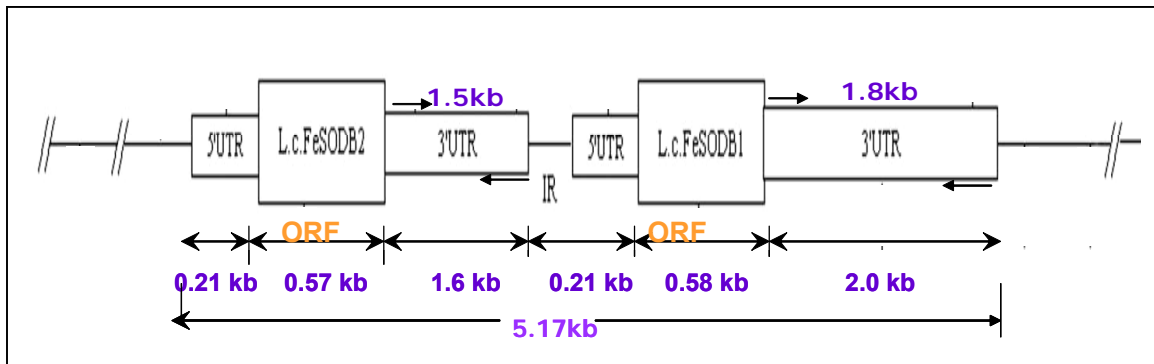 1.5kb 1.8kb
5'UTR L.c.FeSODB2 3'UTR 5'UTR L.c.FeSODB1 3'UTR
IR
ORF ORF
0.21 kb 0.57 kb 1.6 kb 0.21 kb 0.58 kb 2.0 kb
5.17kb